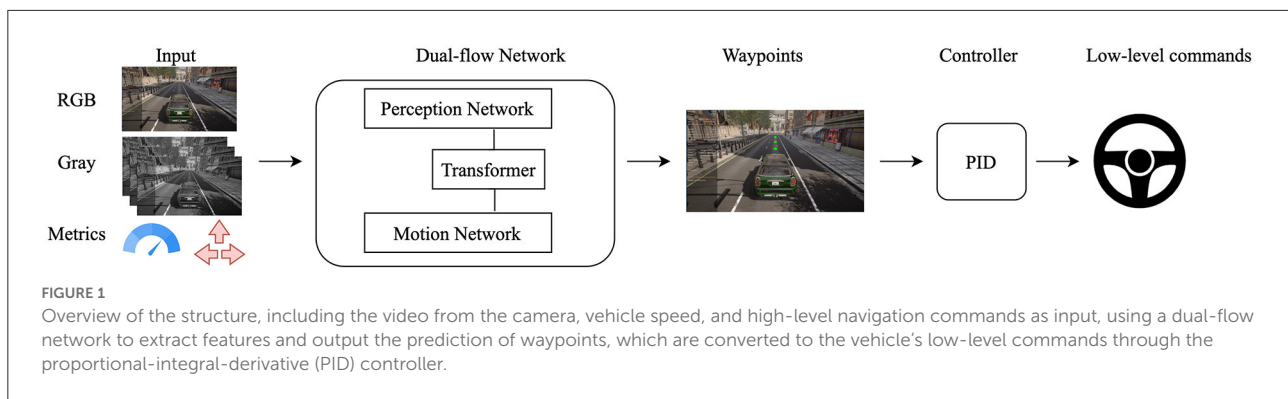 Input
Dual-flow Network
Waypoints
Controller
Low-level commands
RGB
Gray
Metrics
Perception Network
Transformer
Motion Network
PID
FIGURE 1
Overview of the structure, including the video from the camera, vehicle speed, and high-level navigation commands as input, using a dual-flow
network to extract features and output the prediction of waypoints, which are converted to the vehicle's low-level commands through the
proportional-integral-derivative (PID) controller.